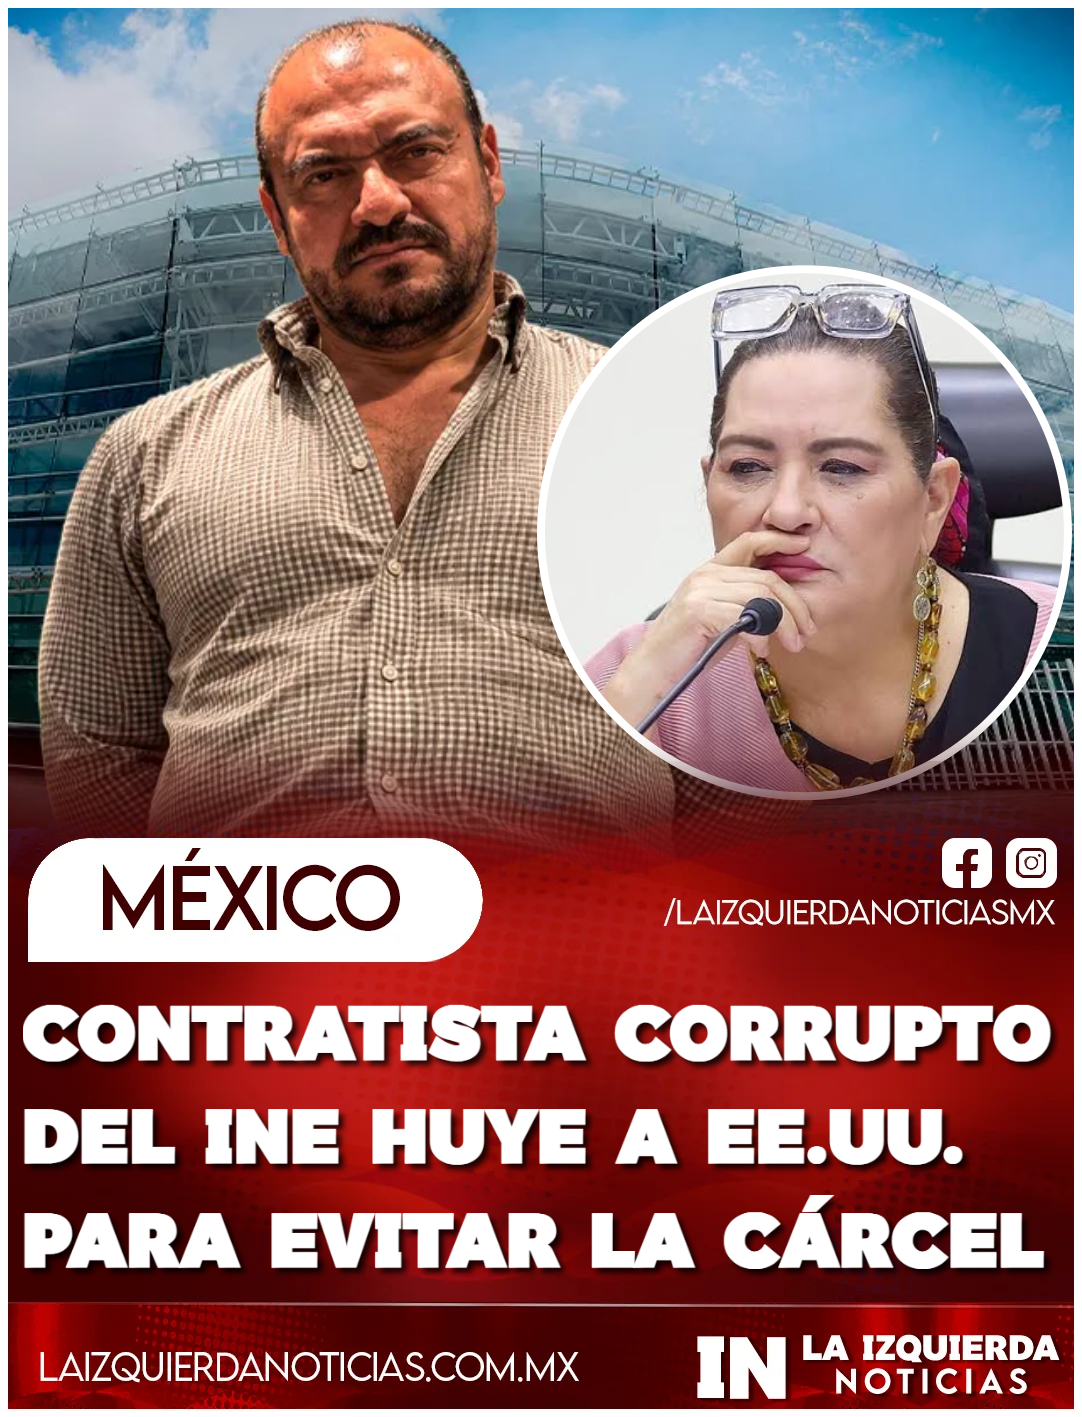 MÉXICO
/LAIZQUIERDANOTICIASMX
CONTRATISTA CORRUPTO
DEL INE HUYE A EE.UU.
PARA EVITAR LA CÁRCEL
LAIZQUIERDANOTICIAS.COM.MX
IN LA IZQUIERDA
NOTICIAS